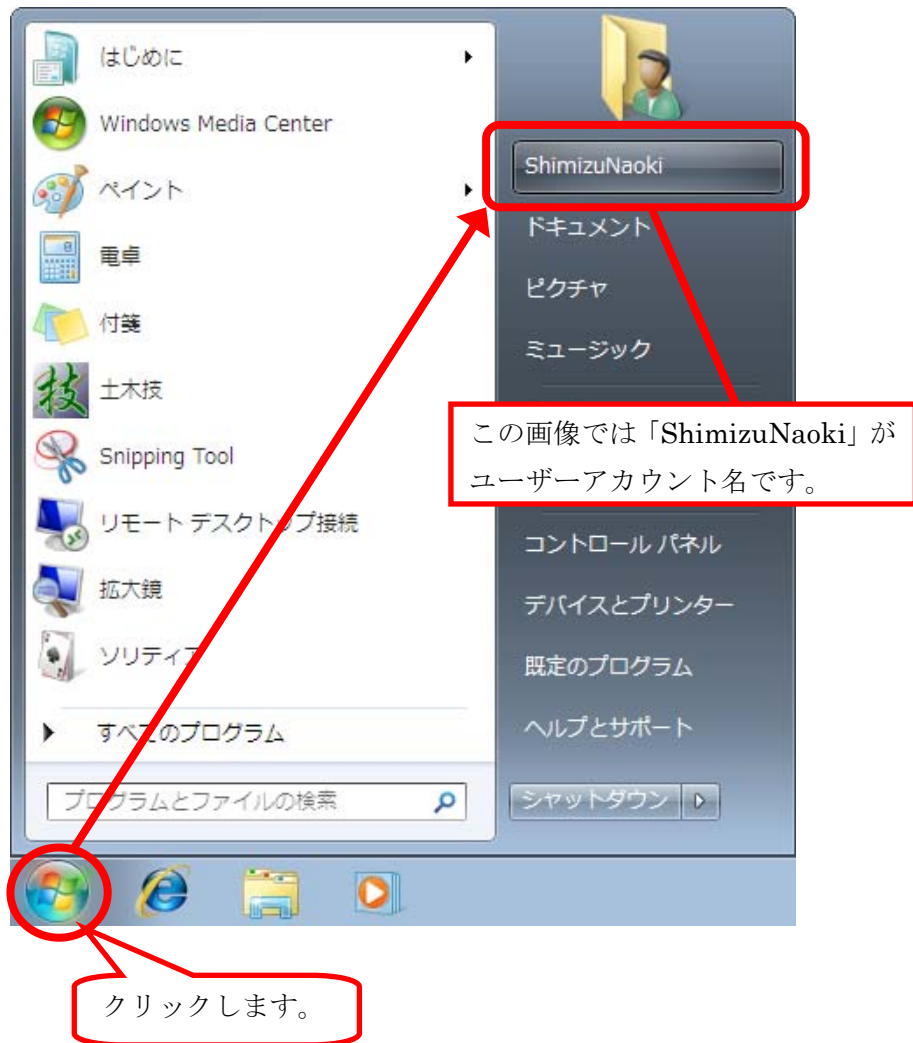 はじめに
Windows Media Center
ペイント
電卓
付箋
技
土木技
Snipping Tool
リモート デスクトップ接続
拡大鏡
ソリティア
すべてのプログラム
プログラムとファイルの検索
ShimizuNaoki
ドキュメント
ピクチャ
ミュージック
この画像では「ShimizuNaoki」が
ユーザーアカウント名です。
コントロール パネル
デバイスとプリンター
既定のプログラム
ヘルプとサポート
シャットダウン
クリックします。